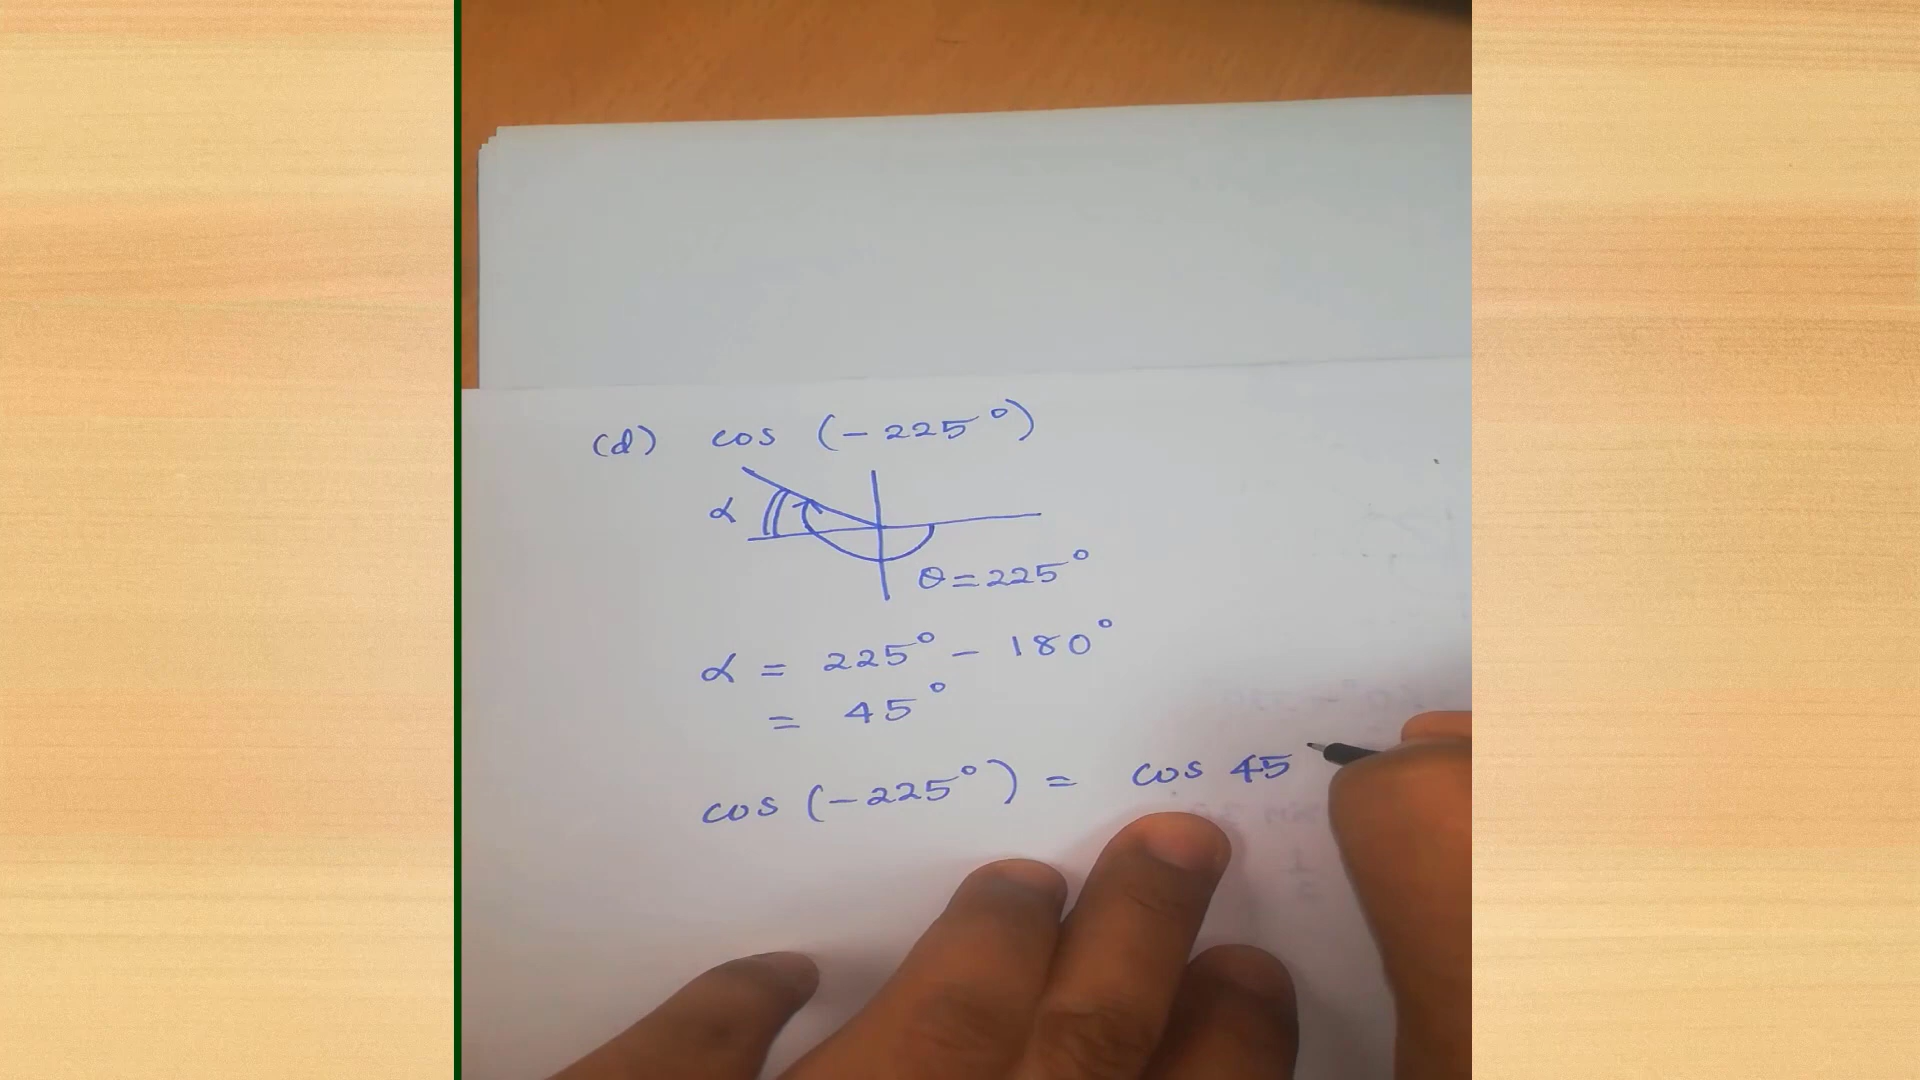 (d) cos (-225°)
α
θ = 225°
α = 225° - 180°
= 45°
cos (-225°) = cos 45